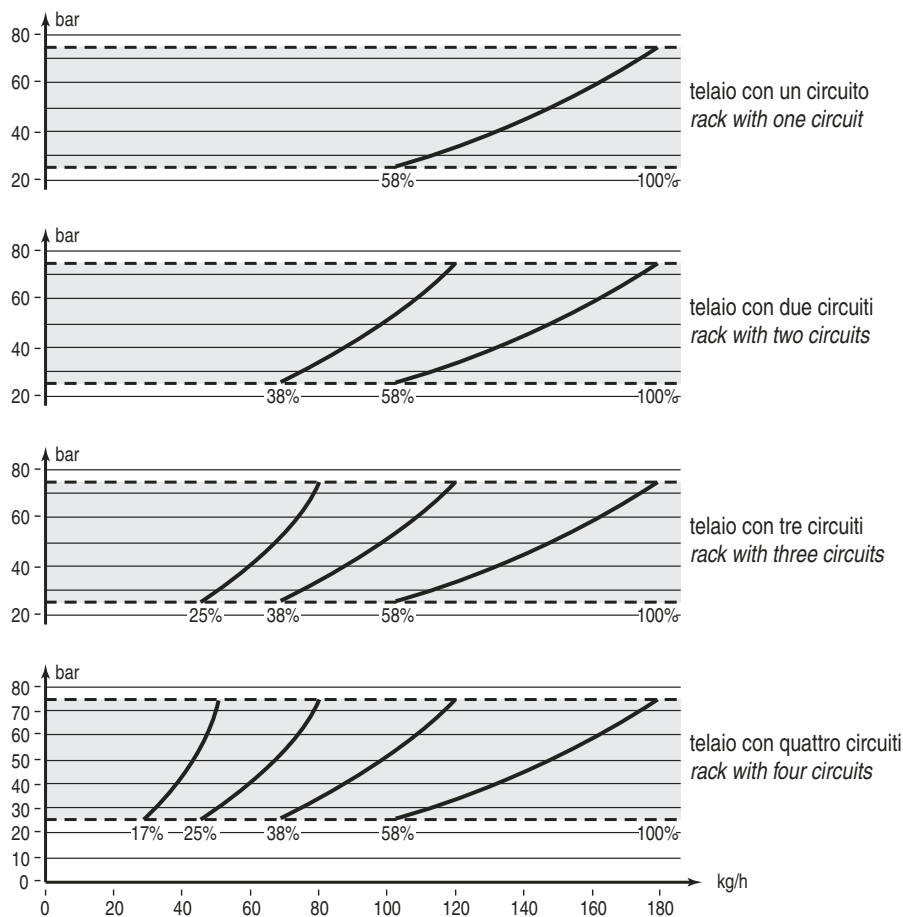 bar
80
60
40
20
58%
100%
telaio con un circuito
rack with one circuit
bar
80
60
40
20
38%
58%
100%
telaio con due circuiti
rack with two circuits
bar
80
60
40
20
25%
38%
58%
100%
telaio con tre circuiti
rack with three circuits
bar
80
70
60
50
40
30
20
10
0
17%
25%
38%
58%
100%
telaio con quattro circuiti
rack with four circuits
kg/h
0 20 40 60 80 100 120 140 160 180